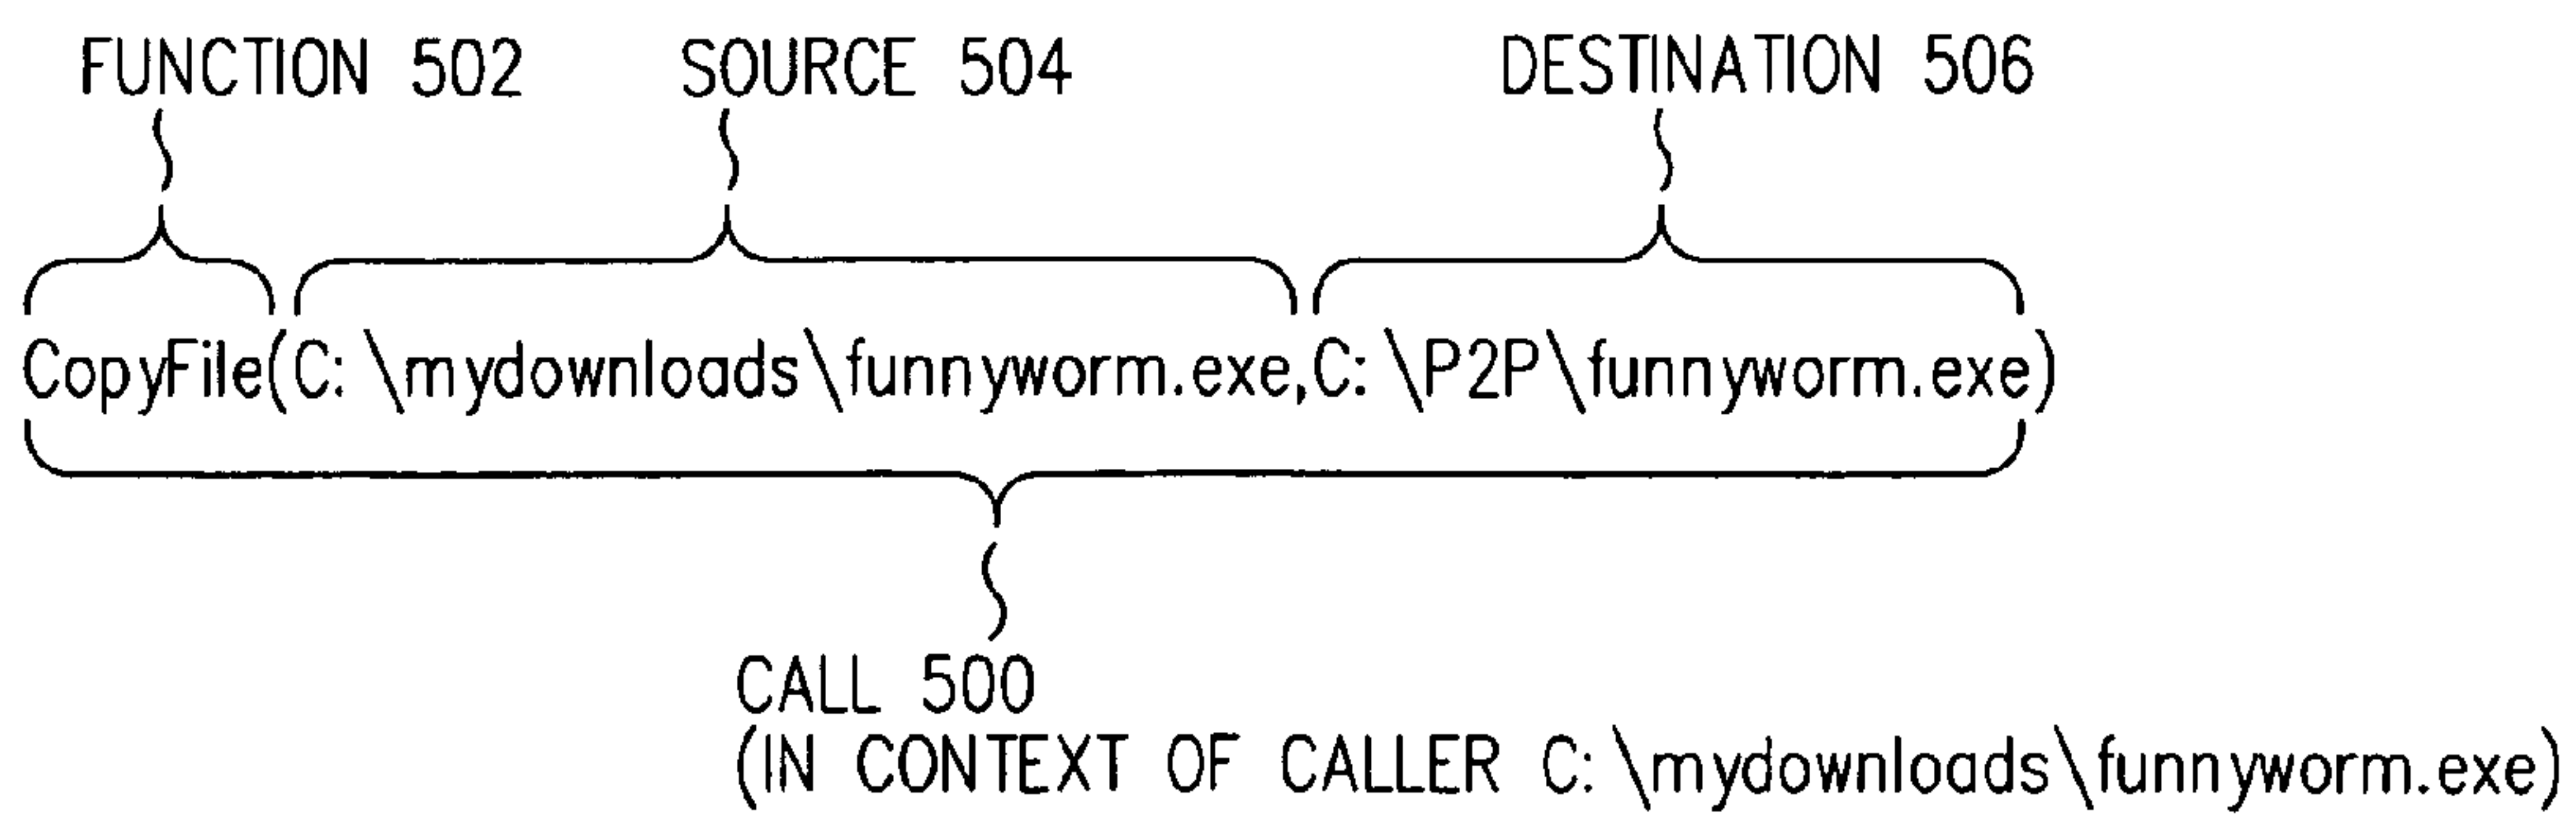 FUNCTION 502 SOURCE 504 DESTINATION 506
CopyFile(C: \mydownloads\funnyworm.exe,C: \P2P\funnyworm.exe)
CALL 500
(IN CONTEXT OF CALLER C: \mydownloads\funnyworm.exe)